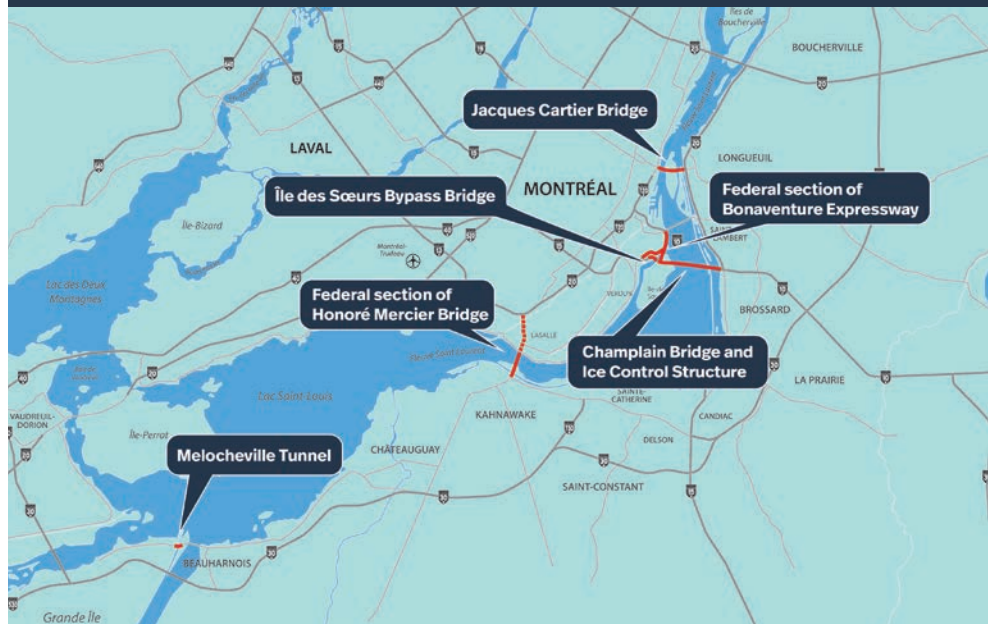 Îles de
Boucherville
BOUCHERVILLE
Jacques Cartier Bridge
LAVAL
LONGUEUIL
MONTRÉAL
Île des Sœurs Bypass Bridge
Federal section of
Bonaventure Expressway
Île-Bizard
Montréal-
Trudeau
Lac des Deux
Montagnes
VERDUN
Federal section of
Honoré Mercier Bridge
LASALLE
BROSSARD
Champlain Bridge and
Ice Control Structure
Fleuve Saint-Laurent
Lac Saint-Louis
LA PRAIRIE
SAINTE-
CATHERINE
KAHNAWAKE
CANDIAC
VAUDREUIL-
DORION
Île-Perrot
DELSON
CHÂTEAUGUAY
Melocheville Tunnel
SAINT-CONSTANT
BEAUHARNOIS
Grande Île